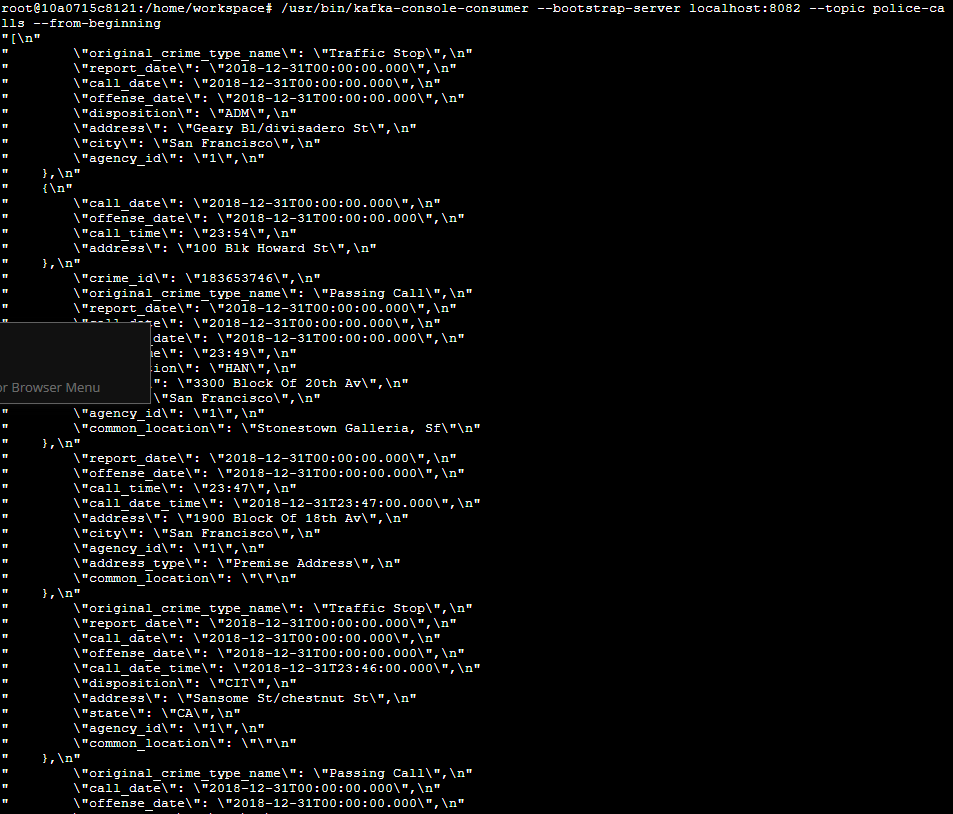 root@10a0715c8121:/home/workspace# /usr/bin/kafka-console-consumer --bootstrap-server localhost:8082 --topic police-ca
lls --from-beginning
"[\n"
"        \"original_crime_type_name\": \"Traffic Stop\",\n"
"        \"report_date\": \"2018-12-31T00:00:00.000\",\n"
"        \"call_date\": \"2018-12-31T00:00:00.000\",\n"
"        \"offense_date\": \"2018-12-31T00:00:00.000\",\n"
"        \"disposition\": \"ADM\",\n"
"        \"address\": \"Geary Bl/divisadero St\",\n"
"        \"city\": \"San Francisco\",\n"
"        \"agency_id\": \"1\",\n"
"    },\n"
"    {\n"
"        \"call_date\": \"2018-12-31T00:00:00.000\",\n"
"        \"offense_date\": \"2018-12-31T00:00:00.000\",\n"
"        \"call_time\": \"23:54\",\n"
"        \"address\": \"100 Blk Howard St\",\n"
"    },\n"
"        \"crime_id\": \"183653746\",\n"
"        \"original_crime_type_name\": \"Passing Call\",\n"
"        \"report_date\": \"2018-12-31T00:00:00.000\",\n"
"        \"call_date\": \"2018-12-31T00:00:00.000\",\n"
_date\": \"2018-12-31T00:00:00.000\",\n"
me\": \"23:49\",\n"
ion\": \"HAN\",\n"
\": \"3300 Block Of 20th Av\",\n"
\"San Francisco\",\n"
or Browser Menu
"        \"agency_id\": \"1\",\n"
"        \"common_location\": \"Stonestown Galleria, Sf\"\n"
"    },\n"
"        \"report_date\": \"2018-12-31T00:00:00.000\",\n"
"        \"offense_date\": \"2018-12-31T00:00:00.000\",\n"
"        \"call_time\": \"23:47\",\n"
"        \"call_date_time\": \"2018-12-31T23:47:00.000\",\n"
"        \"address\": \"1900 Block Of 18th Av\",\n"
"        \"city\": \"San Francisco\",\n"
"        \"agency_id\": \"1\",\n"
"        \"address_type\": \"Premise Address\",\n"
"        \"common_location\": \"\"\n"
"    },\n"
"        \"original_crime_type_name\": \"Traffic Stop\",\n"
"        \"report_date\": \"2018-12-31T00:00:00.000\",\n"
"        \"call_date\": \"2018-12-31T00:00:00.000\",\n"
"        \"offense_date\": \"2018-12-31T00:00:00.000\",\n"
"        \"call_date_time\": \"2018-12-31T23:46:00.000\",\n"
"        \"disposition\": \"CIT\",\n"
"        \"address\": \"Sansome St/chestnut St\",\n"
"        \"state\": \"CA\",\n"
"        \"agency_id\": \"1\",\n"
"        \"common_location\": \"\"\n"
"    },\n"
"        \"original_crime_type_name\": \"Passing Call\",\n"
"        \"call_date\": \"2018-12-31T00:00:00.000\",\n"
"        \"offense_date\": \"2018-12-31T00:00:00.000\",\n"